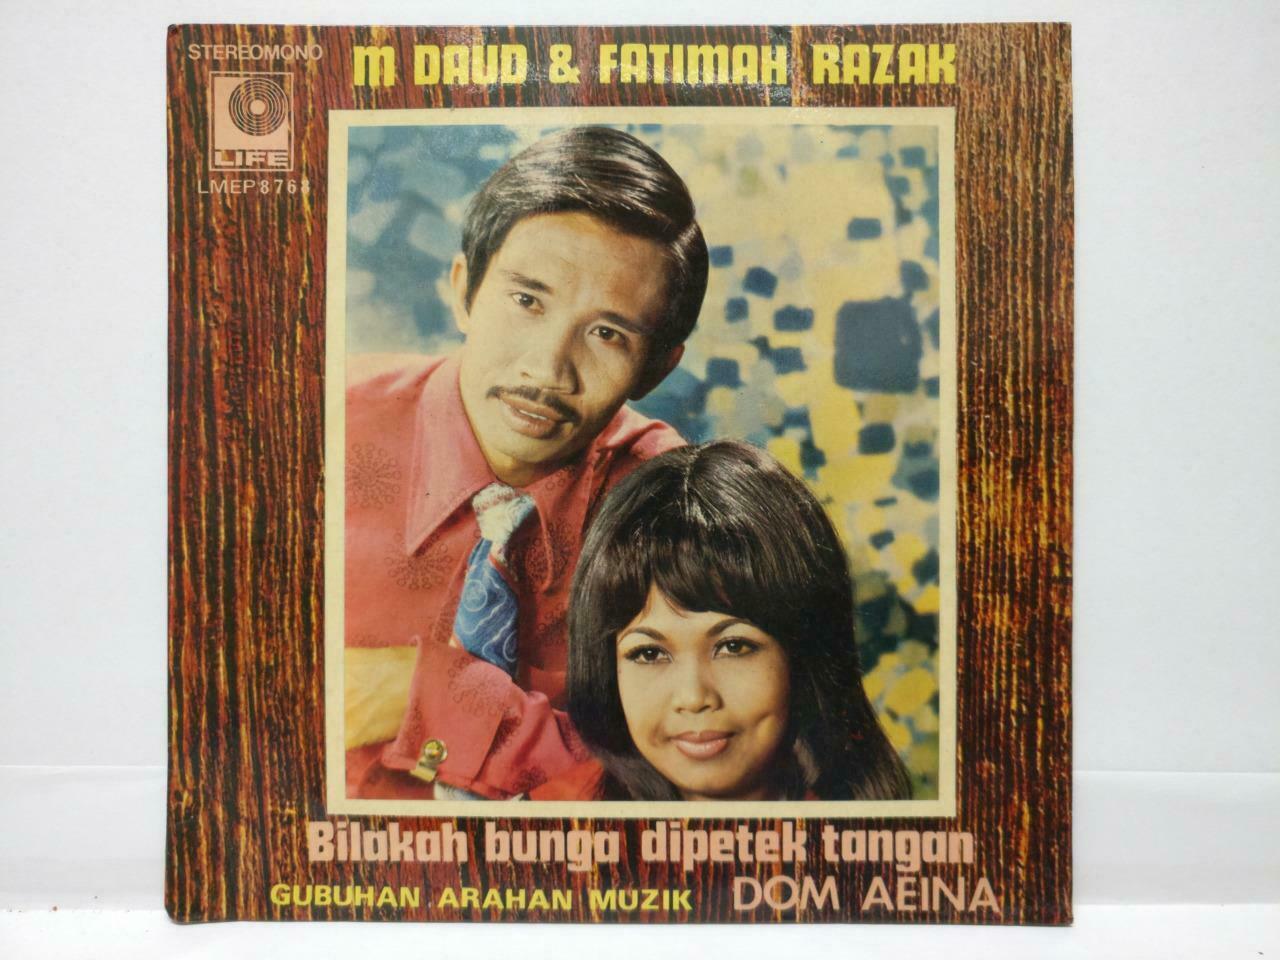 STEREOMONO
M DAUD & FATIMAH RAZAK
LIFE
LMEP 8768
Bilakah bunga dipetek tangan
GUBUHAN ARAHAN MUZIK DOM AEINA